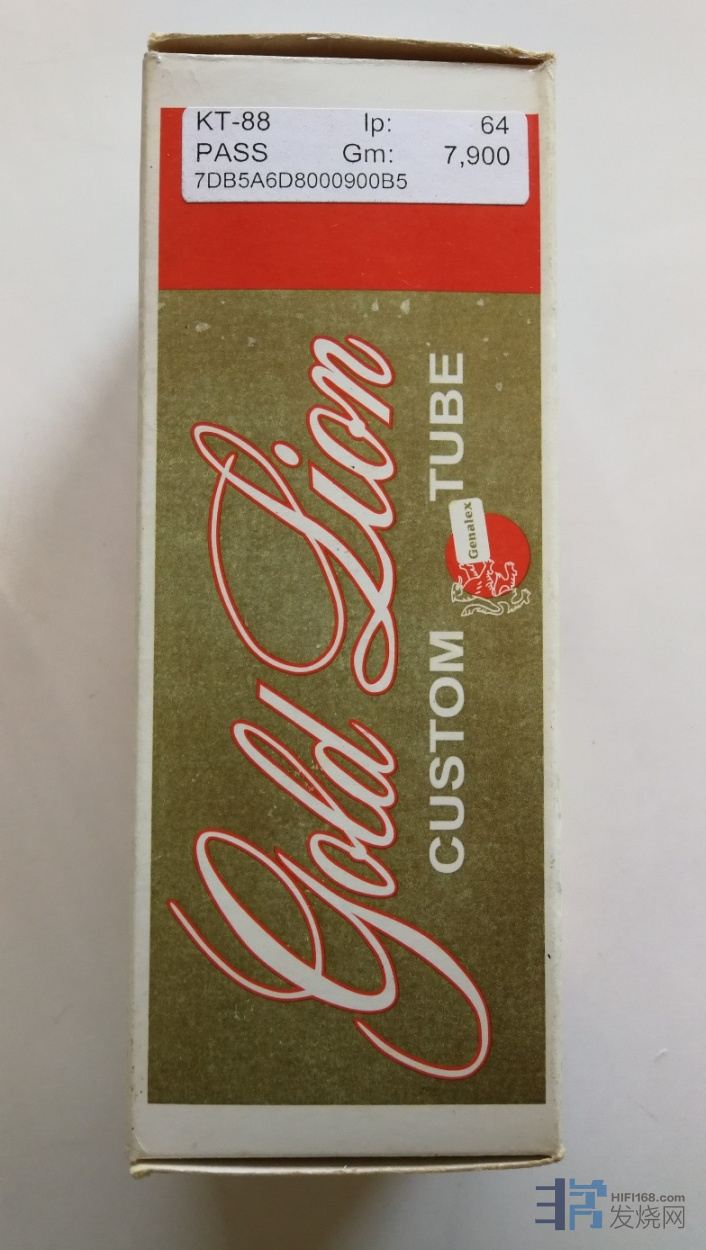 KT-88 Ip: 64
PASS Gm: 7,900
7DB5A6D8000900B5
Gold Lion
CUSTOM TUBE
Genalex
HIFI168.com
发烧网